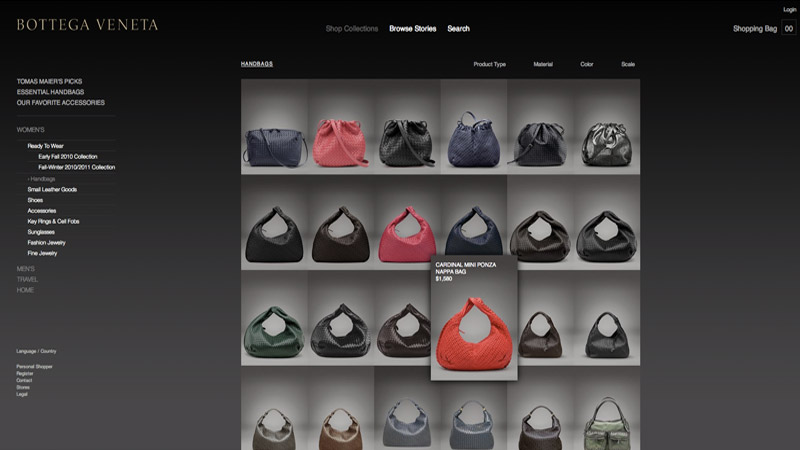 Login
BOTTEGA VENETA
Shop Collections Browse Stories Search
Shopping Bag 00
HANDBAGS
Product Type Material Color Scale
TOMAS MAIER'S PICKS
ESSENTIAL HANDBAGS
OUR FAVORITE ACCESSORIES
WOMEN'S
Ready To Wear
Early Fall 2010 Collection
Fall-Winter 2010/2011 Collection
- Handbags
Small Leather Goods
Shoes
Accessories
Key Rings & Cell Fobs
Sunglasses
Fashion Jewelry
Fine Jewelry
MEN'S
TRAVEL
HOME
CARDINAL MINI PONZA
NAPPA BAG
$1,580
Language / Country
Personal Shopper
Register
Contact
Stores
Legal